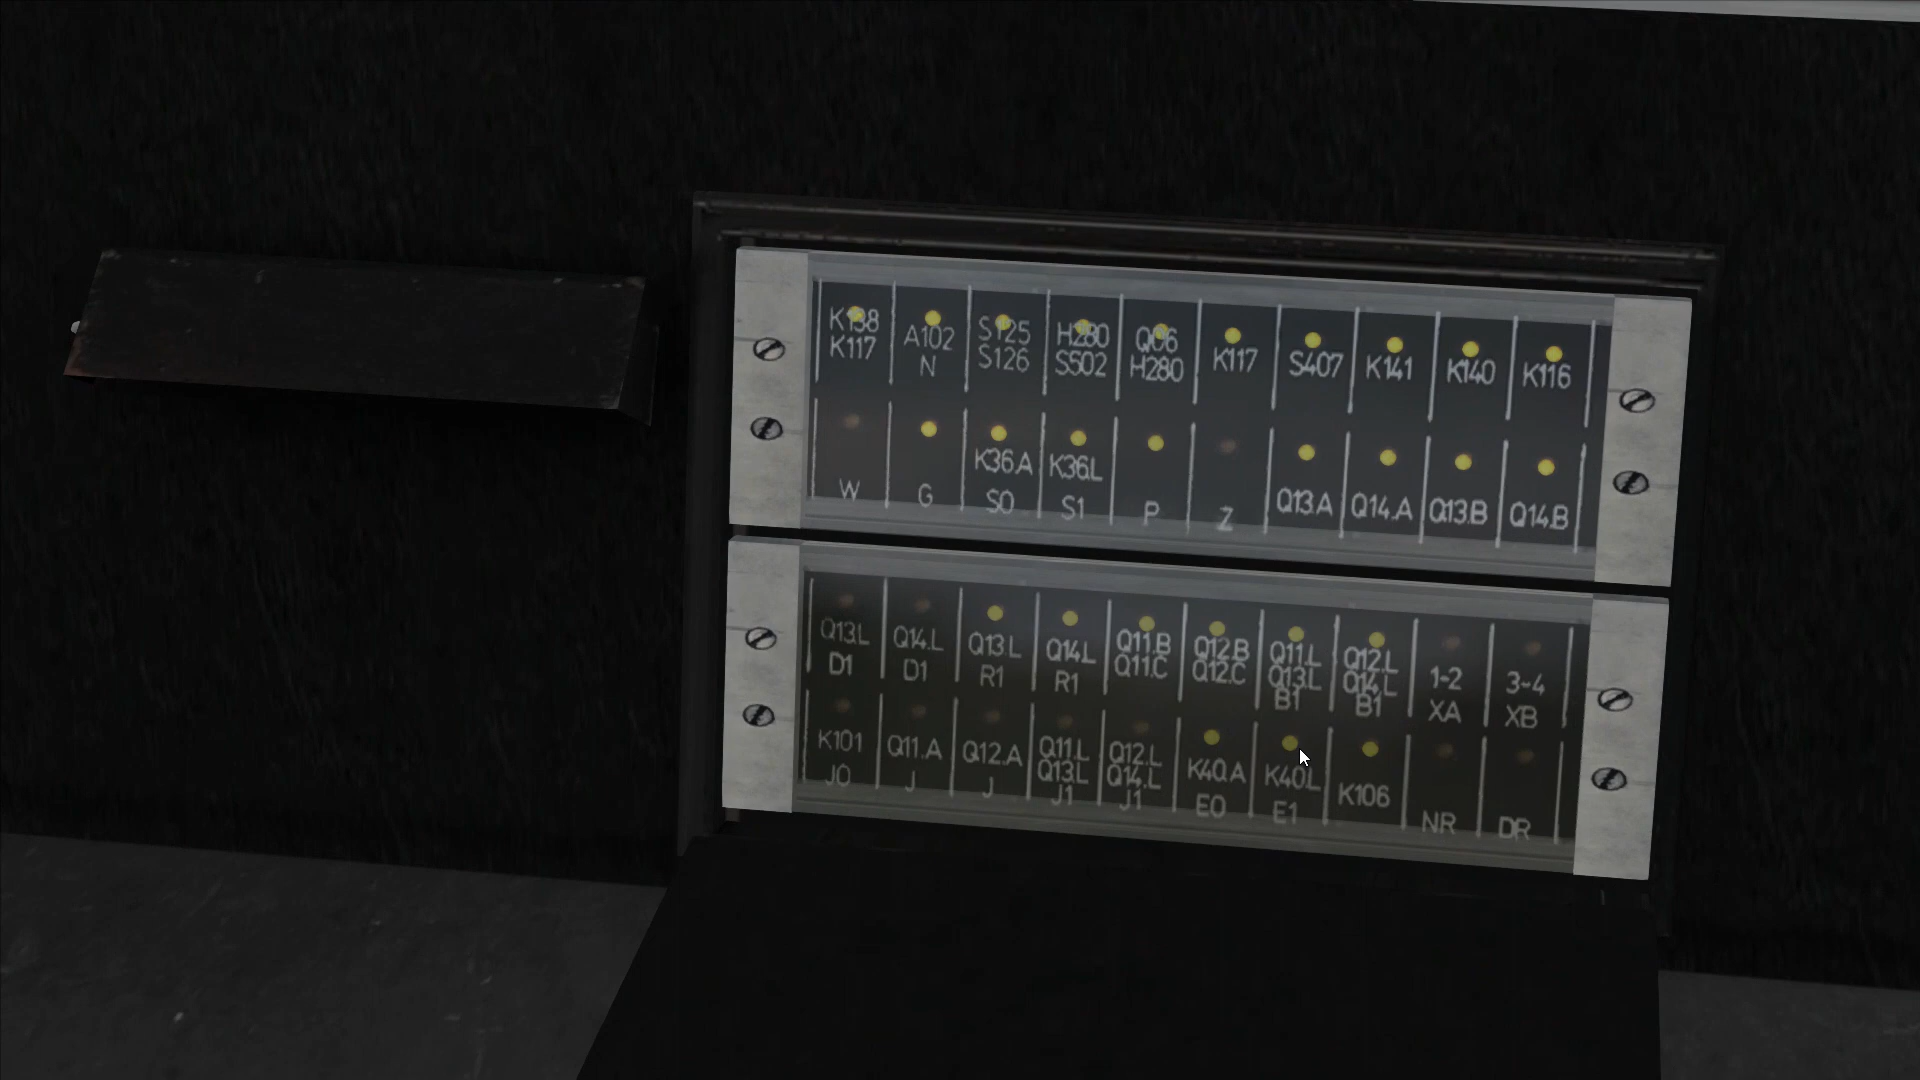 K138 A102 S125 H280 Q06 K117 S407 K141 K140 K116
K117 N S126 S502 H280
K36.A K36.L
W G S0 S1 P Z Q13.A Q14.A Q13.B Q14.B
Q13.L Q14.L Q13.L Q14.L Q11.B Q12.B Q11.L Q12.L 1-2 3-4
D1 D1 R1 R1 Q11.C Q12.C Q13.L Q14.L XA XB
B1 B1
K101 Q11.A Q12.A Q11.L Q12.L K40.A K40.L K106
J0 J J Q13.L Q14.L E0 E1 NR DR
J1 J1